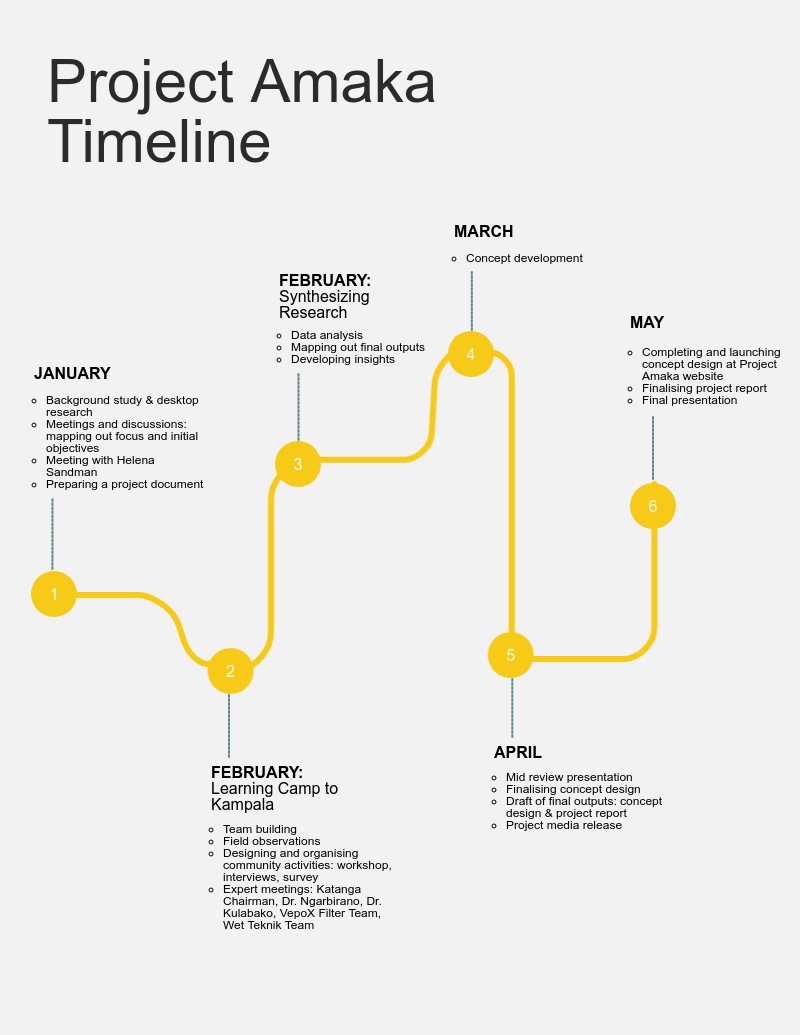 Project Amaka
Timeline
JANUARY
Background study & desktop
research
Meetings and discussions:
mapping out focus and initial
objectives
Meeting with Helena
Sandman
Preparing a project document
1
FEBRUARY:
Learning Camp to
Kampala
Team building
Field observations
Designing and organising
community activities: workshop,
interviews, survey
Expert meetings: Katanga
Chairman, Dr. Ngarbirano, Dr.
Kulabako, VepoX Filter Team,
Wet Teknik Team
2
FEBRUARY:
Synthesizing
Research
Data analysis
Mapping out final outputs
Developing insights
3
MARCH
Concept development
4
APRIL
Mid review presentation
Finalising concept design
Draft of final outputs: concept
design & project report
Project media release
5
MAY
Completing and launching
concept design at Project
Amaka website
Finalising project report
Final presentation
6